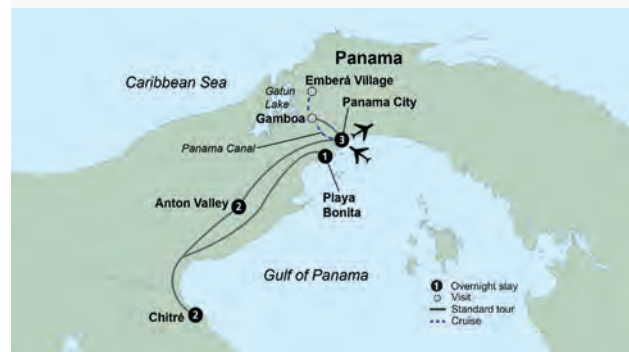 Panama
Caribbean Sea
Emberá Village
Gatun
Lake
Panama City
Gamboa
Panama Canal
3
1
Anton Valley
2
Playa
Bonita
Gulf of Panama
Chitré
2
1 Overnight stay
Visit
Standard tour
Cruise